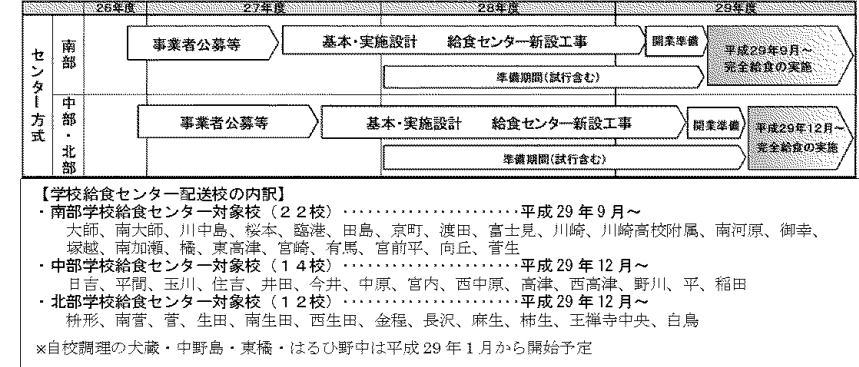 26年度 27年度 28年度 29年度
センター方式
南部
事業者公募等
基本・実施設計 給食センター新設工事
開業準備
平成29年9月～
完全給食の実施
準備期間(試行含む)
中部・北部
事業者公募等
基本・実施設計 給食センター新設工事
開業準備
平成29年12月～
完全給食の実施
準備期間(試行含む)
【学校給食センター配送校の内訳】
・南部学校給食センター対象校（２２校）・・・・・・・・・・・・・・・・・・・・・平成 29 年 9 月～
大師、南大師、川中島、桜本、臨港、田島、京町、渡田、富士見、川崎、川崎高校附属、南河原、御幸、
塚越、南加瀬、橘、東高津、宮崎、有馬、宮前平、向丘、菅生
・中部学校給食センター対象校（１４校）・・・・・・・・・・・・・・・・・・・・・平成 29 年 12 月～
日吉、平間、玉川、住吉、井田、今井、中原、宮内、西中原、高津、西高津、野川、平、稲田
・北部学校給食センター対象校（１２校）・・・・・・・・・・・・・・・・・・・・・平成 29 年 12 月～
枡形、南菅、菅、生田、南生田、西生田、金程、長沢、麻生、柿生、王禅寺中央、白鳥
※自校調理の犬蔵・中野島・東橘・はるひ野中は平成 29 年 1 月から開始予定